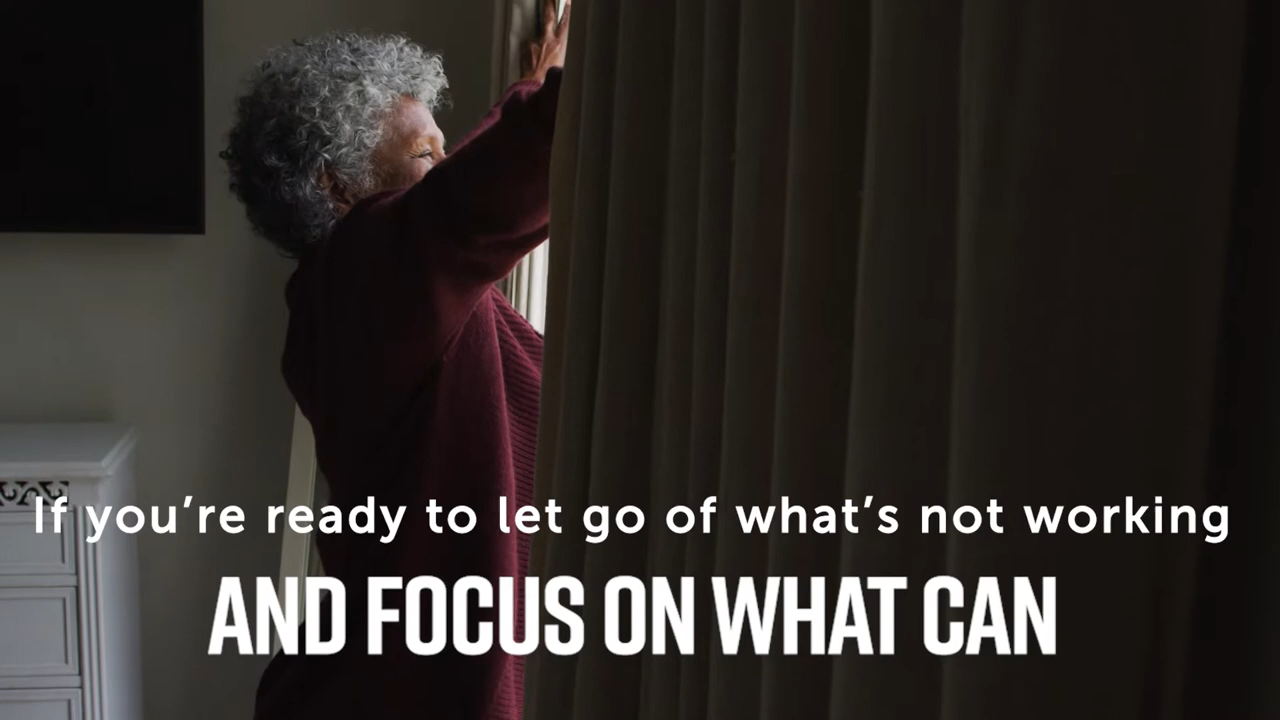 If you’re ready to let go of what’s not working
AND FOCUS ON WHAT CAN